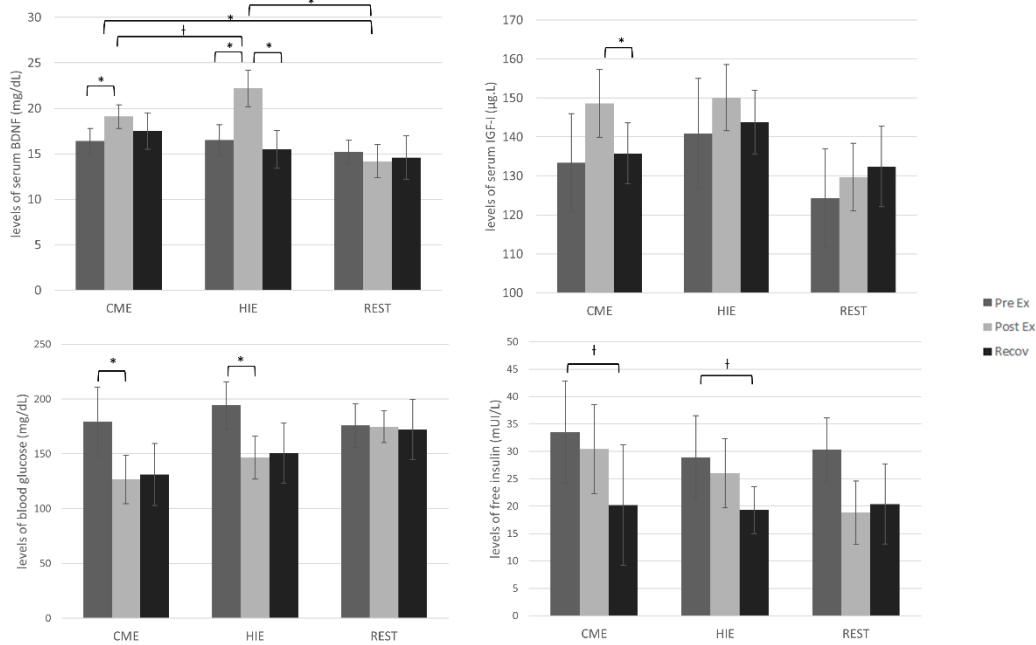 levels of serum BDNF (mg/dL)
30
25
20
15
10
5
0
*
*
†
*
*
*
CME
HIE
REST
levels of serum IGF-I (µg.L)
170
160
150
140
130
120
110
100
*
CME
HIE
REST
levels of blood glucose (mg/dL)
250
200
150
100
50
0
*
*
CME
HIE
REST
levels of free insulin (mUI/L)
50
45
40
35
30
25
20
15
10
5
0
†
†
CME
HIE
REST
Pre Ex
Post Ex
Recov